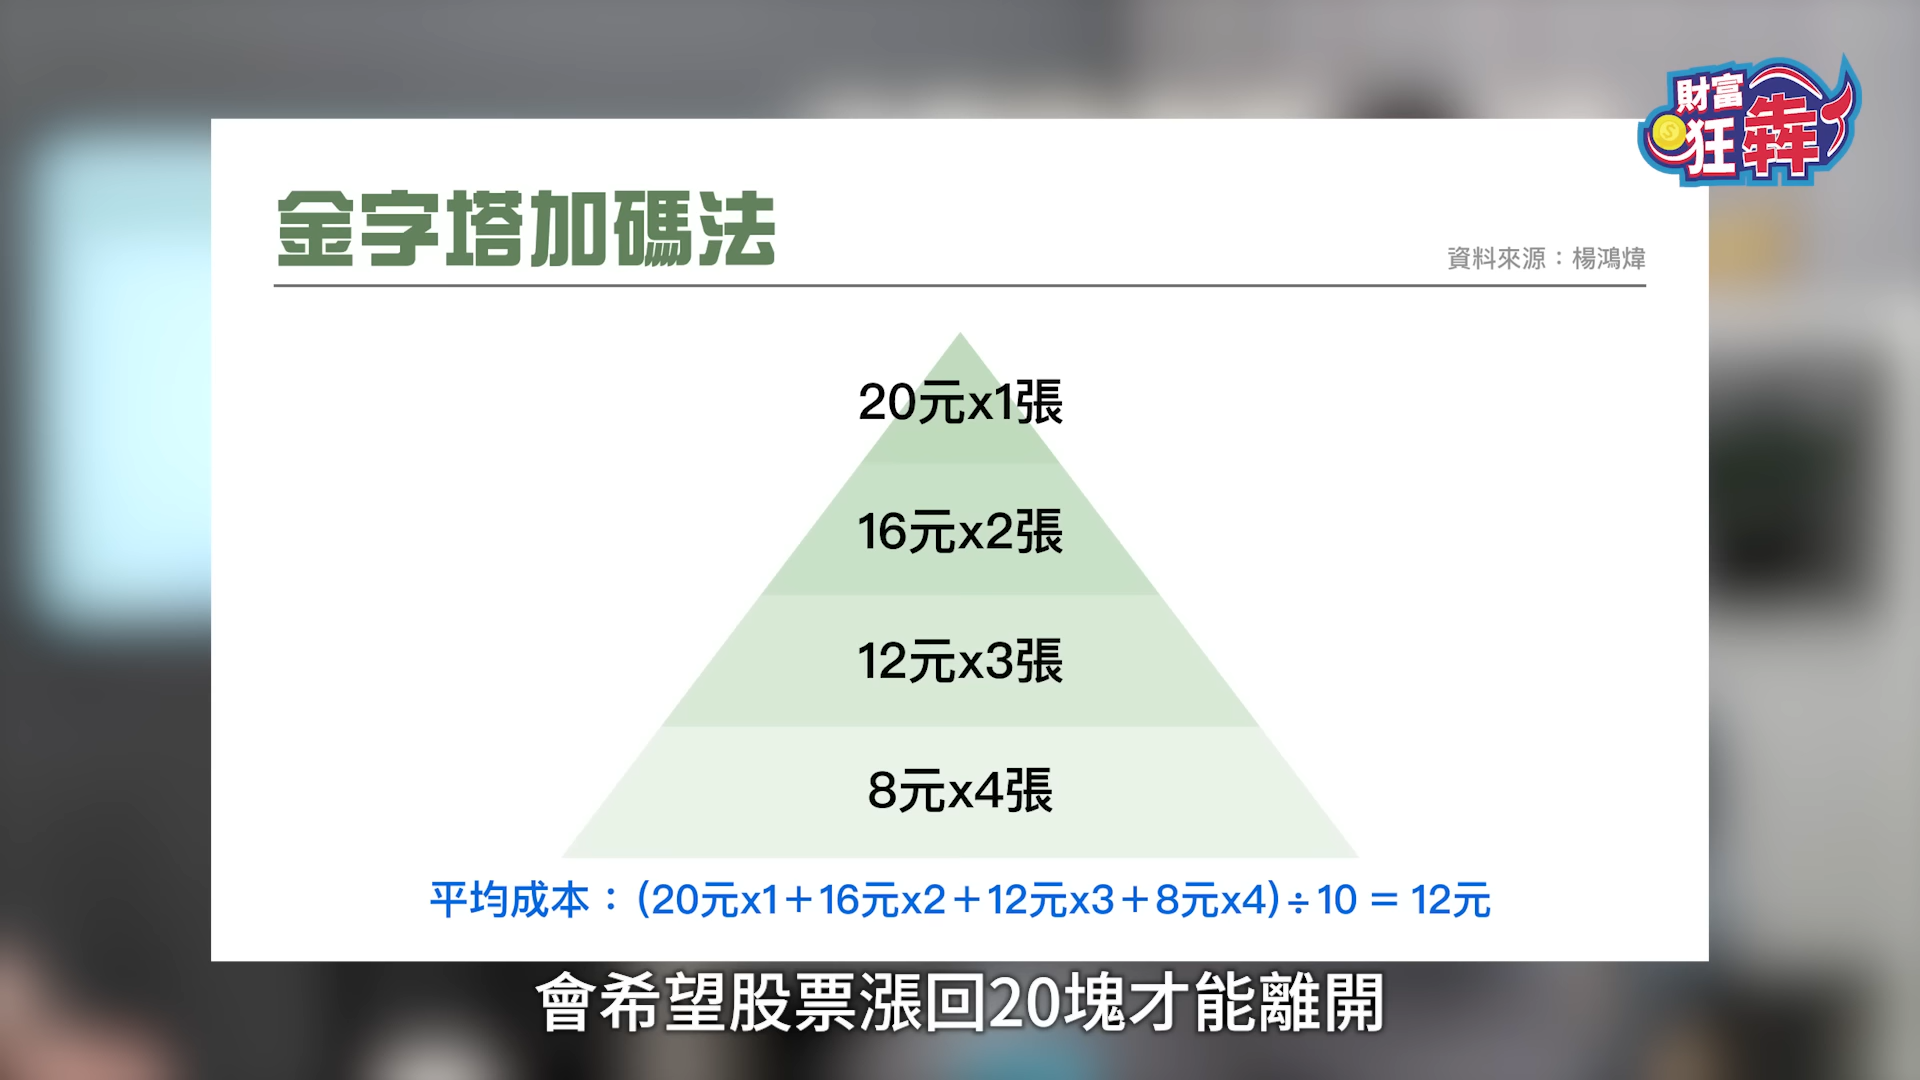 財富
狂犇
金字塔加碼法
資料來源：楊鴻煒
20元x1張
16元x2張
12元x3張
8元x4張
平均成本：(20元x1＋16元x2＋12元x3＋8元x4)÷10 = 12元
會希望股票漲回20塊才能離開